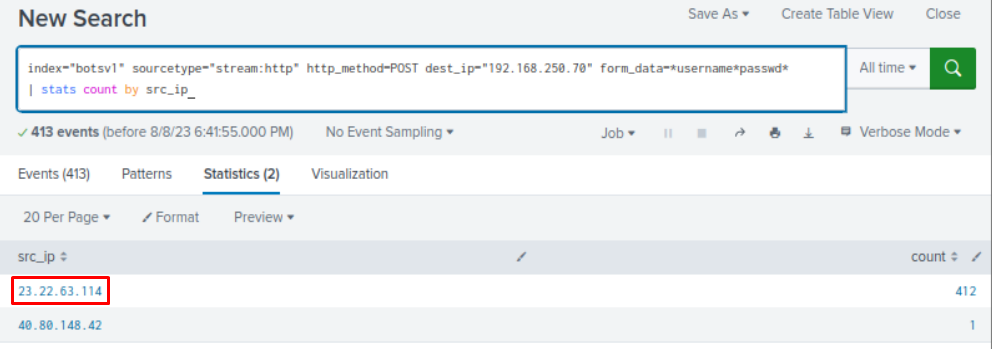 New Search
Save As Create Table View Close
index="botsv1" sourcetype="stream:http" http_method=POST dest_ip="192.168.250.70" form_data=*username*passwd*
| stats count by src_ip
All time
413 events (before 8/8/23 6:41:55.000 PM) No Event Sampling Job Verbose Mode
Events (413) Patterns Statistics (2) Visualization
20 Per Page Format Preview
src_ip count
23.22.63.114 412
40.80.148.42 1